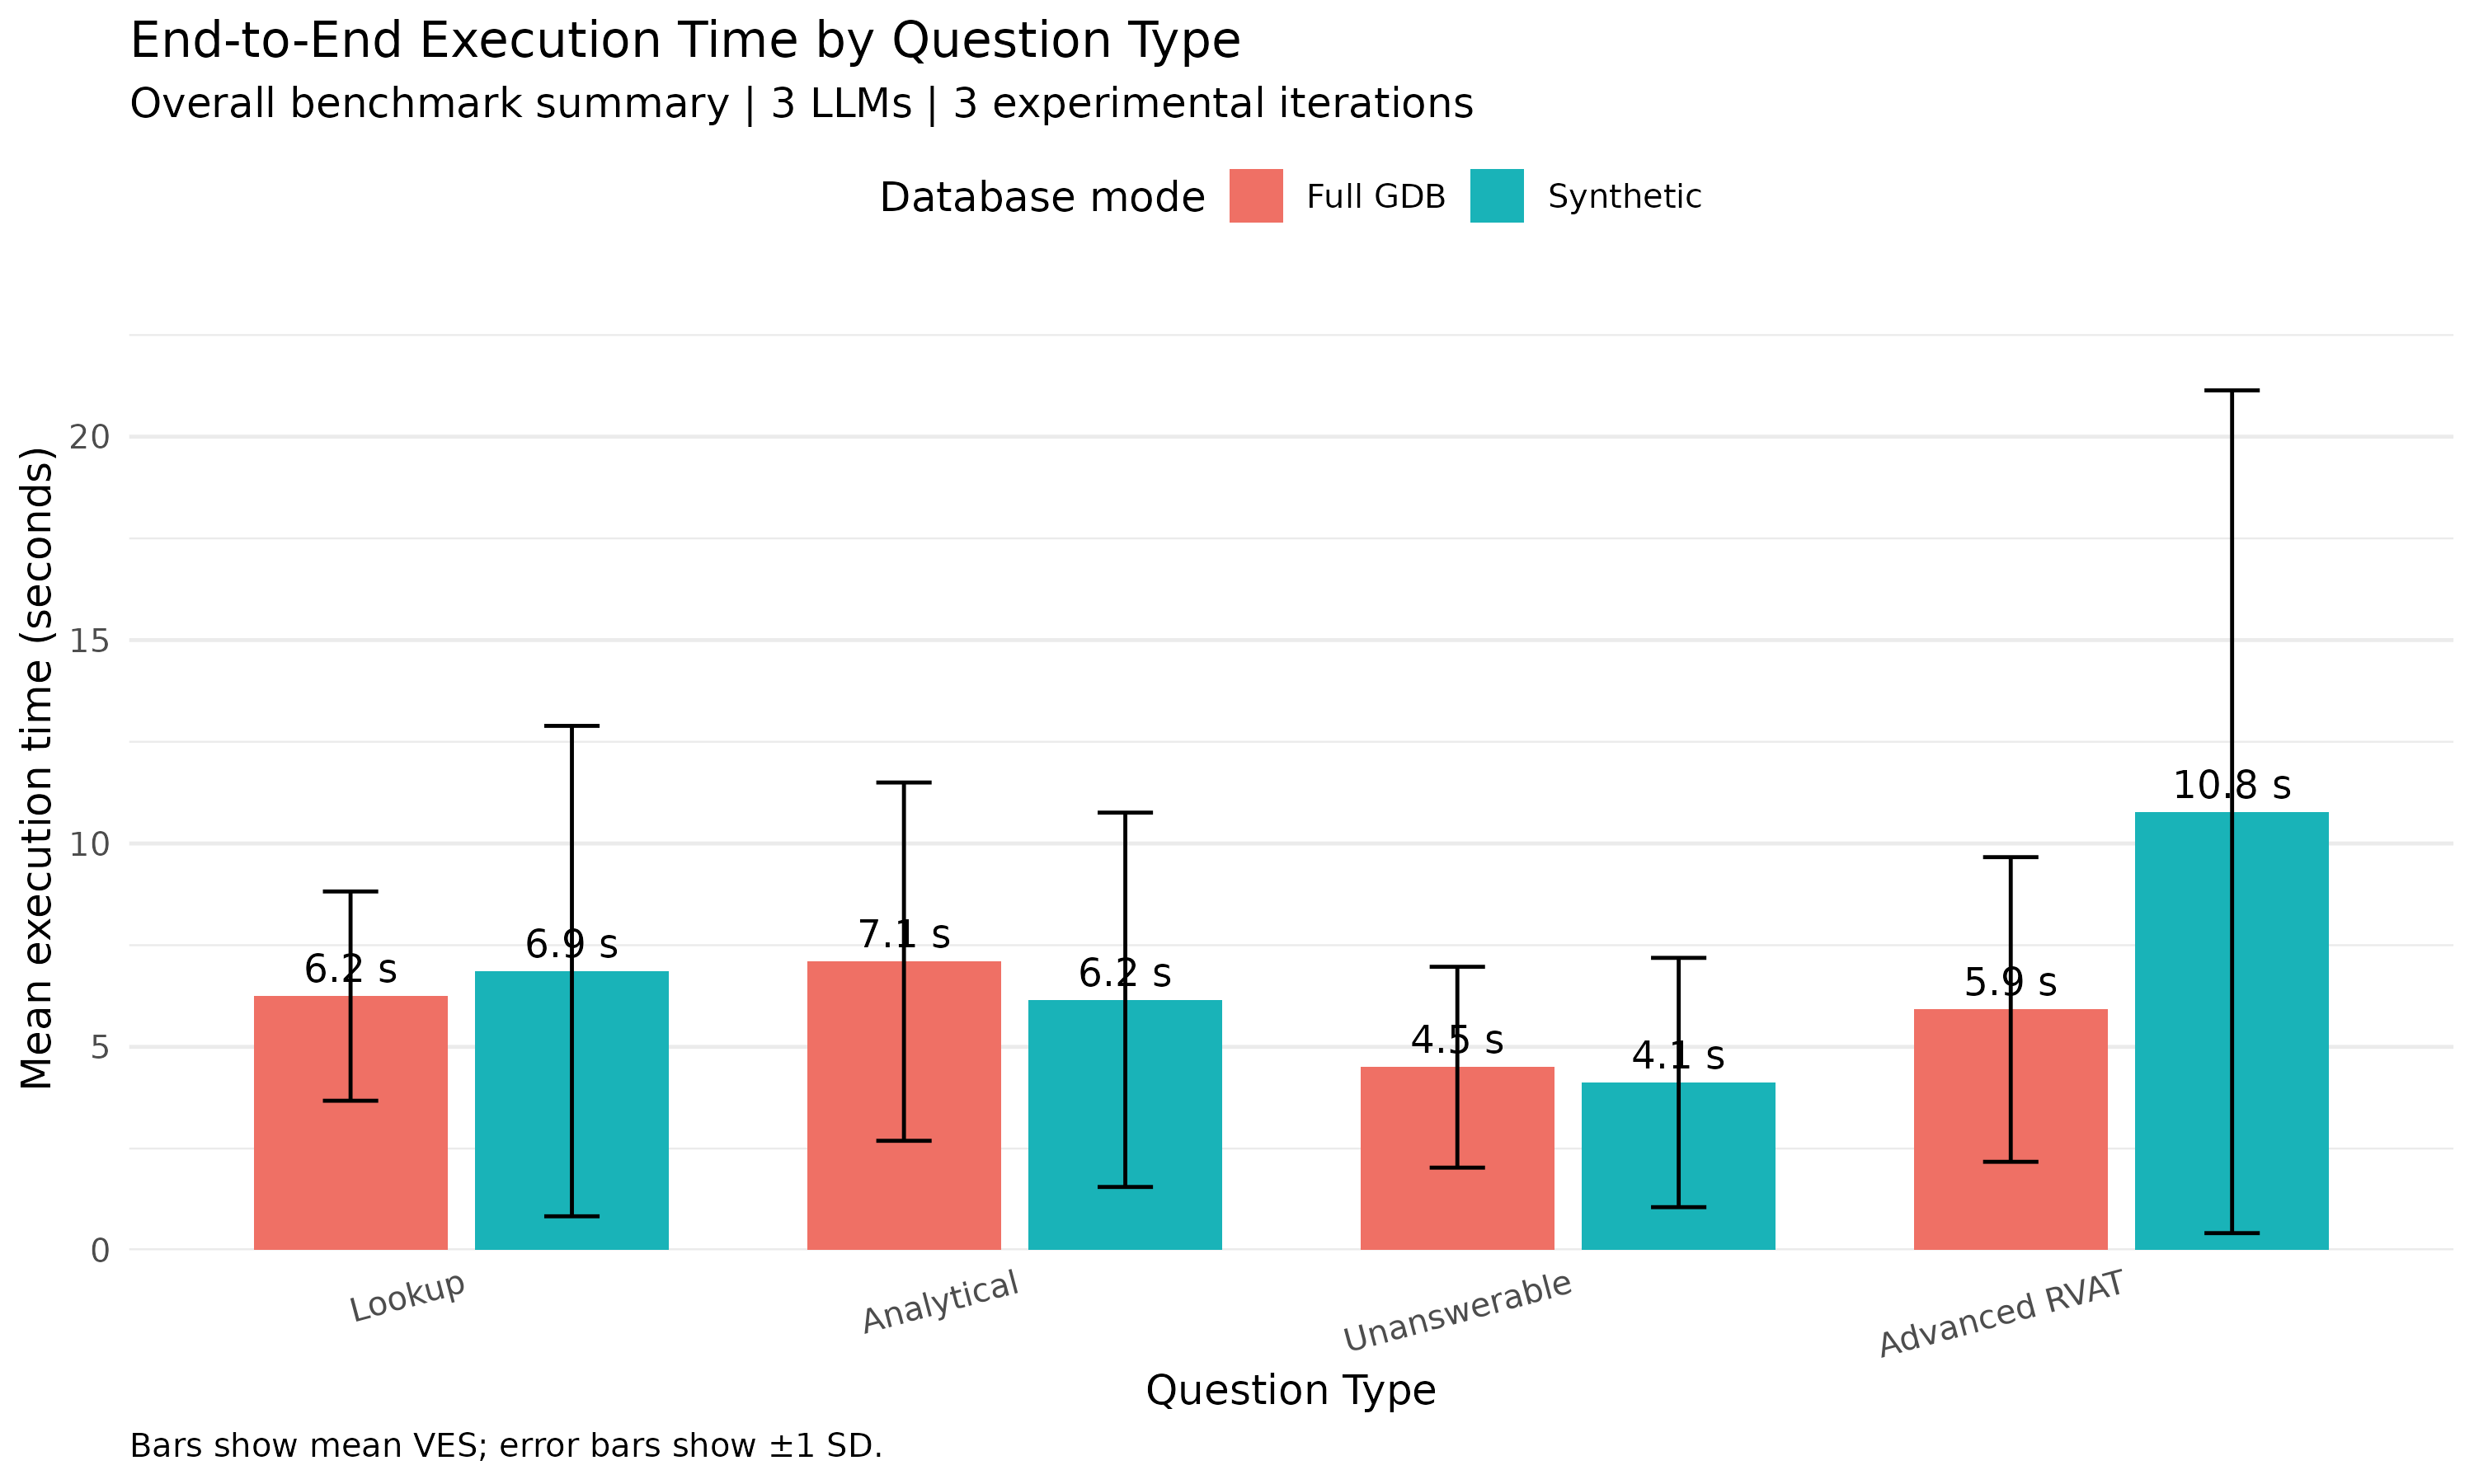 End-to-End Execution Time by Question Type
Overall benchmark summary | 3 LLMs | 3 experimental iterations
Database mode Full GDB Synthetic
Mean execution time (seconds)
20
15
10
5
0
6.2 s
6.9 s
7.1 s
6.2 s
4.5 s
4.1 s
5.9 s
10.8 s
Lookup
Analytical
Unanswerable
Advanced RVAT
Question Type
Bars show mean VES; error bars show ±1 SD.